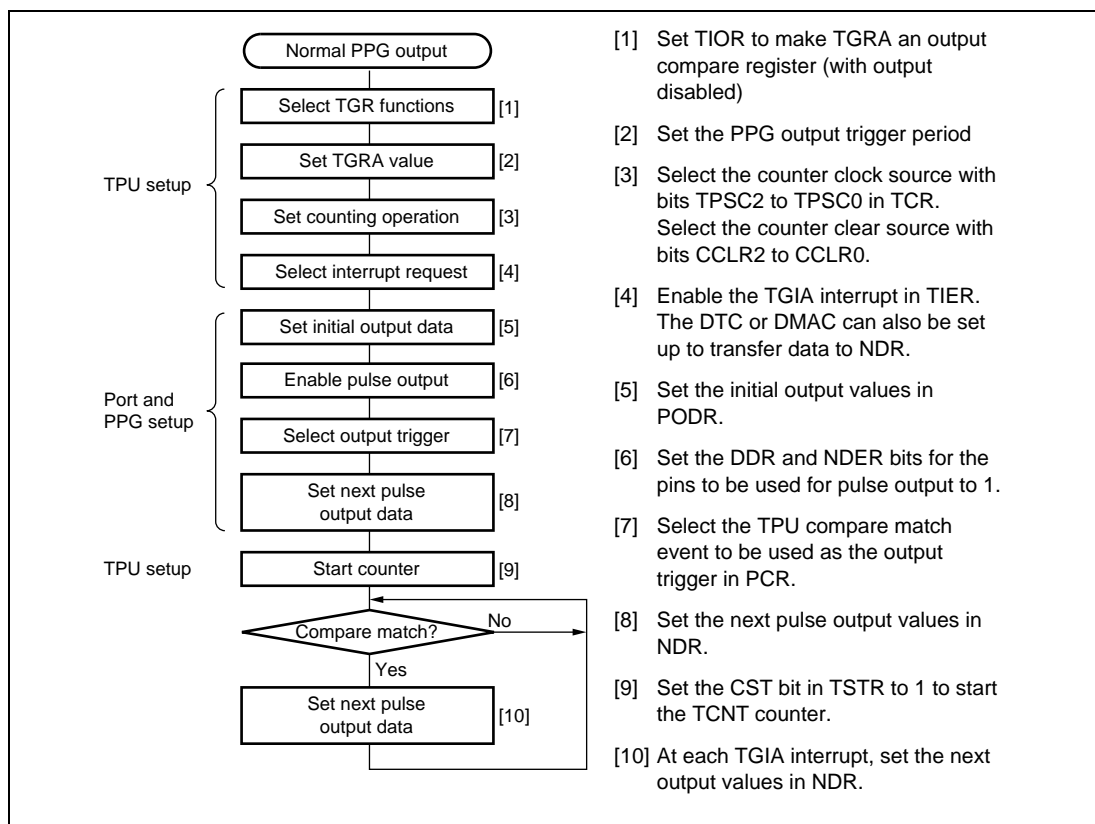 Normal PPG output
Select TGR functions [1]
Set TGRA value [2]
TPU setup
Set counting operation [3]
Select interrupt request [4]
Set initial output data [5]
Enable pulse output [6]
Port and
PPG setup
Select output trigger [7]
Set next pulse
output data
[8]
TPU setup
Start counter [9]
Compare match?
No
Yes
Set next pulse
output data
[10]
[1] Set TIOR to make TGRA an output
compare register (with output
disabled)
[2] Set the PPG output trigger period
[3] Select the counter clock source with
bits TPSC2 to TPSC0 in TCR.
Select the counter clear source with
bits CCLR2 to CCLR0.
[4] Enable the TGIA interrupt in TIER.
The DTC or DMAC can also be set
up to transfer data to NDR.
[5] Set the initial output values in
PODR.
[6] Set the DDR and NDER bits for the
pins to be used for pulse output to 1.
[7] Select the TPU compare match
event to be used as the output
trigger in PCR.
[8] Set the next pulse output values in
NDR.
[9] Set the CST bit in TSTR to 1 to start
the TCNT counter.
[10] At each TGIA interrupt, set the next
output values in NDR.